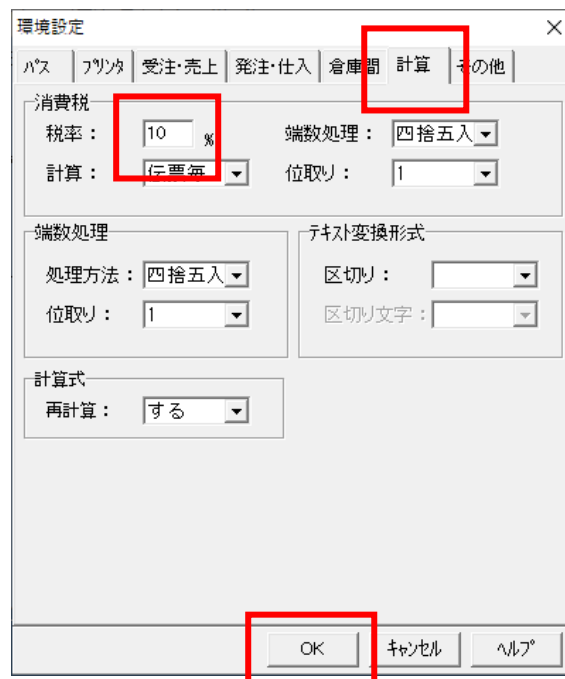 環境設定 ×
パス プリンタ 受注・売上 発注・仕入 倉庫間 計算 その他
消費税
税率： 10 % 端数処理： 四捨五入
計算： 伝票毎 位取り： 1
端数処理 テキスト変換形式
処理方法： 四捨五入 区切り：
位取り： 1 区切り文字：
計算式
再計算： する
OK キャンセル ヘルプ